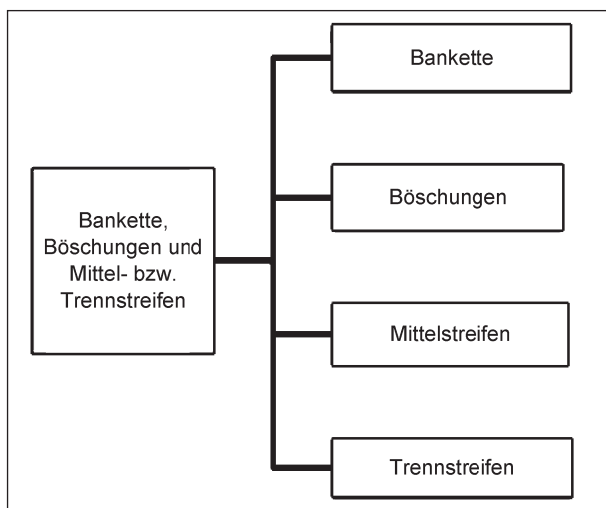 Bankette,
Böschungen und
Mittel- bzw.
Trennstreifen
Bankette
Böschungen
Mittelstreifen
Trennstreifen